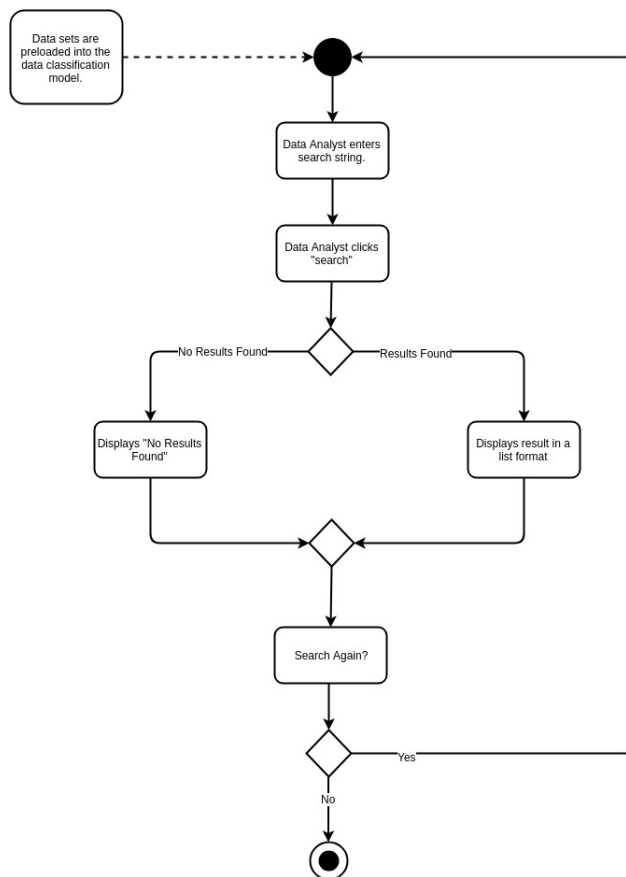 Data sets are
preloaded into the
data classification
model.
Data Analyst enters
search string.
Data Analyst clicks
"search"
No Results Found
Results Found
Displays "No Results
Found"
Displays result in a
list format
Search Again?
Yes
No